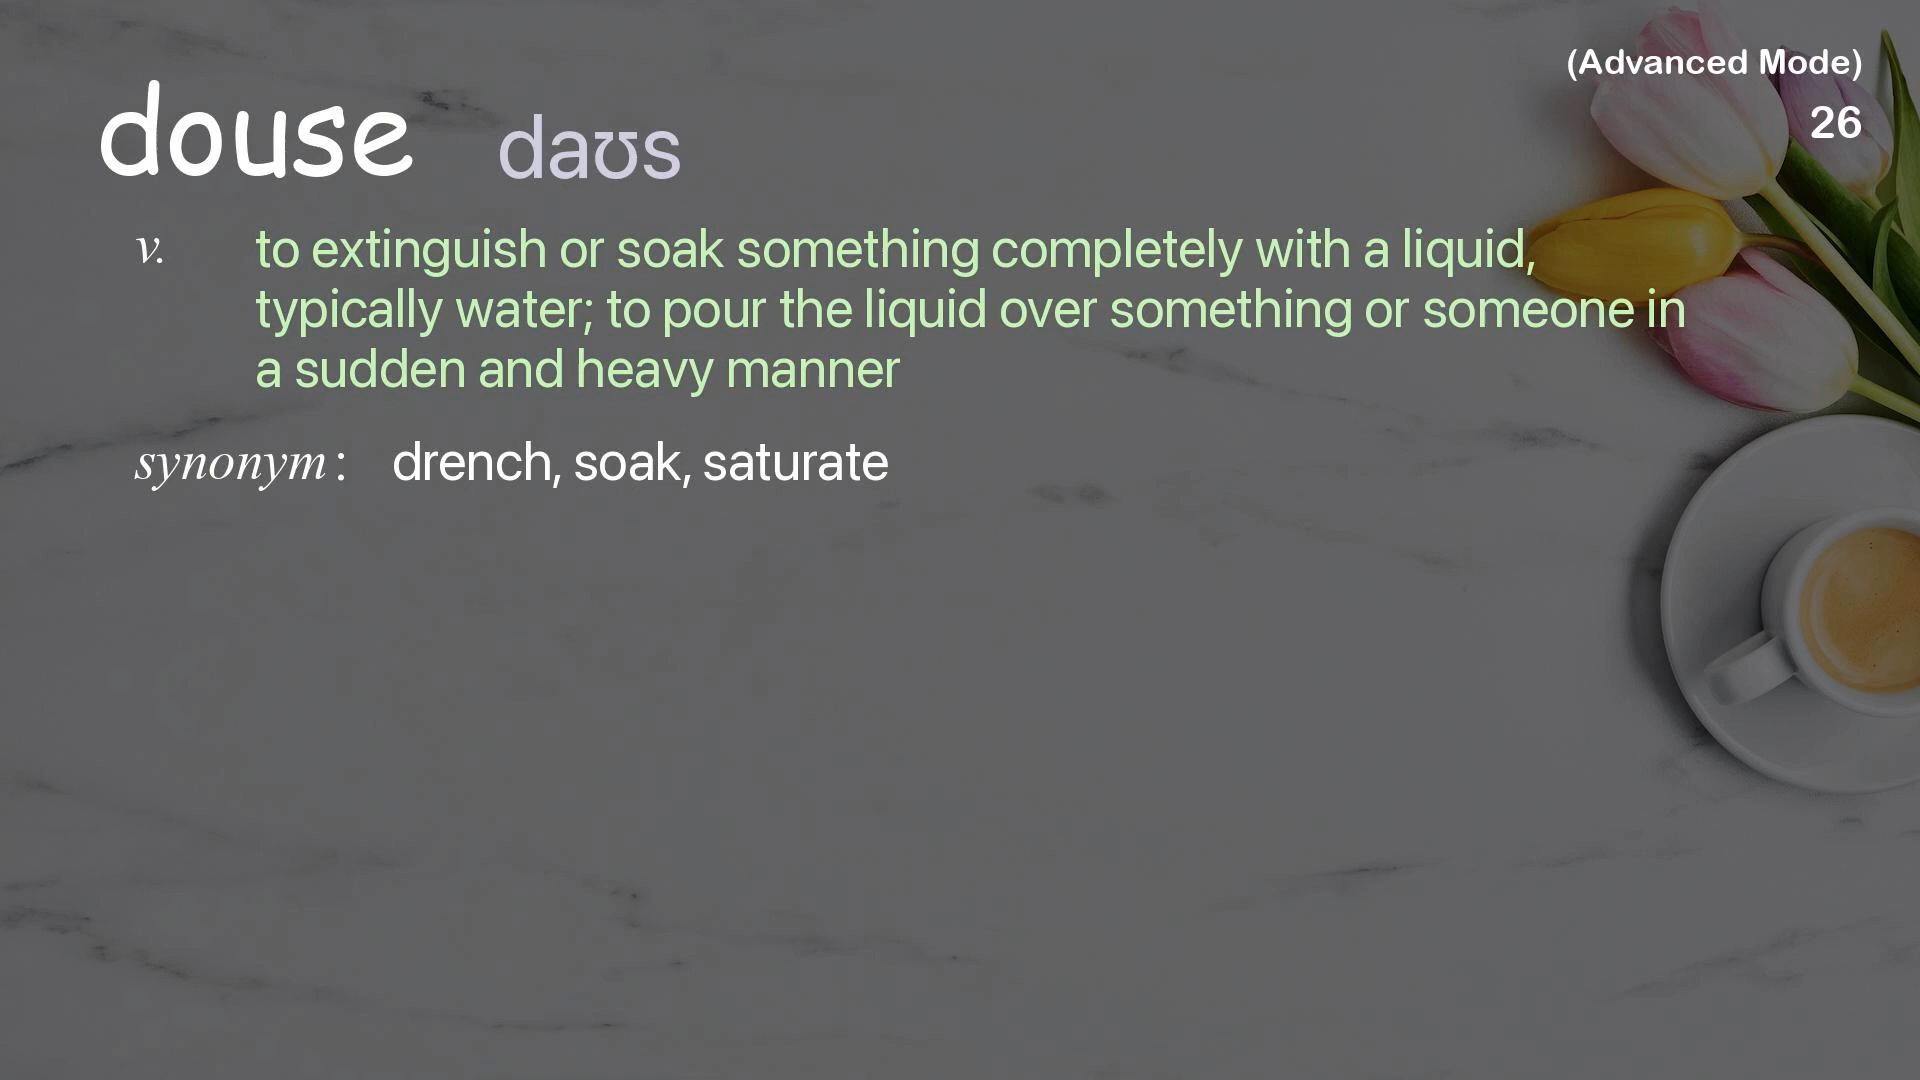 (Advanced Mode)
26
douse daʊs
v. to extinguish or soak something completely with a liquid,
typically water; to pour the liquid over something or someone in
a sudden and heavy manner
synonym: drench, soak, saturate